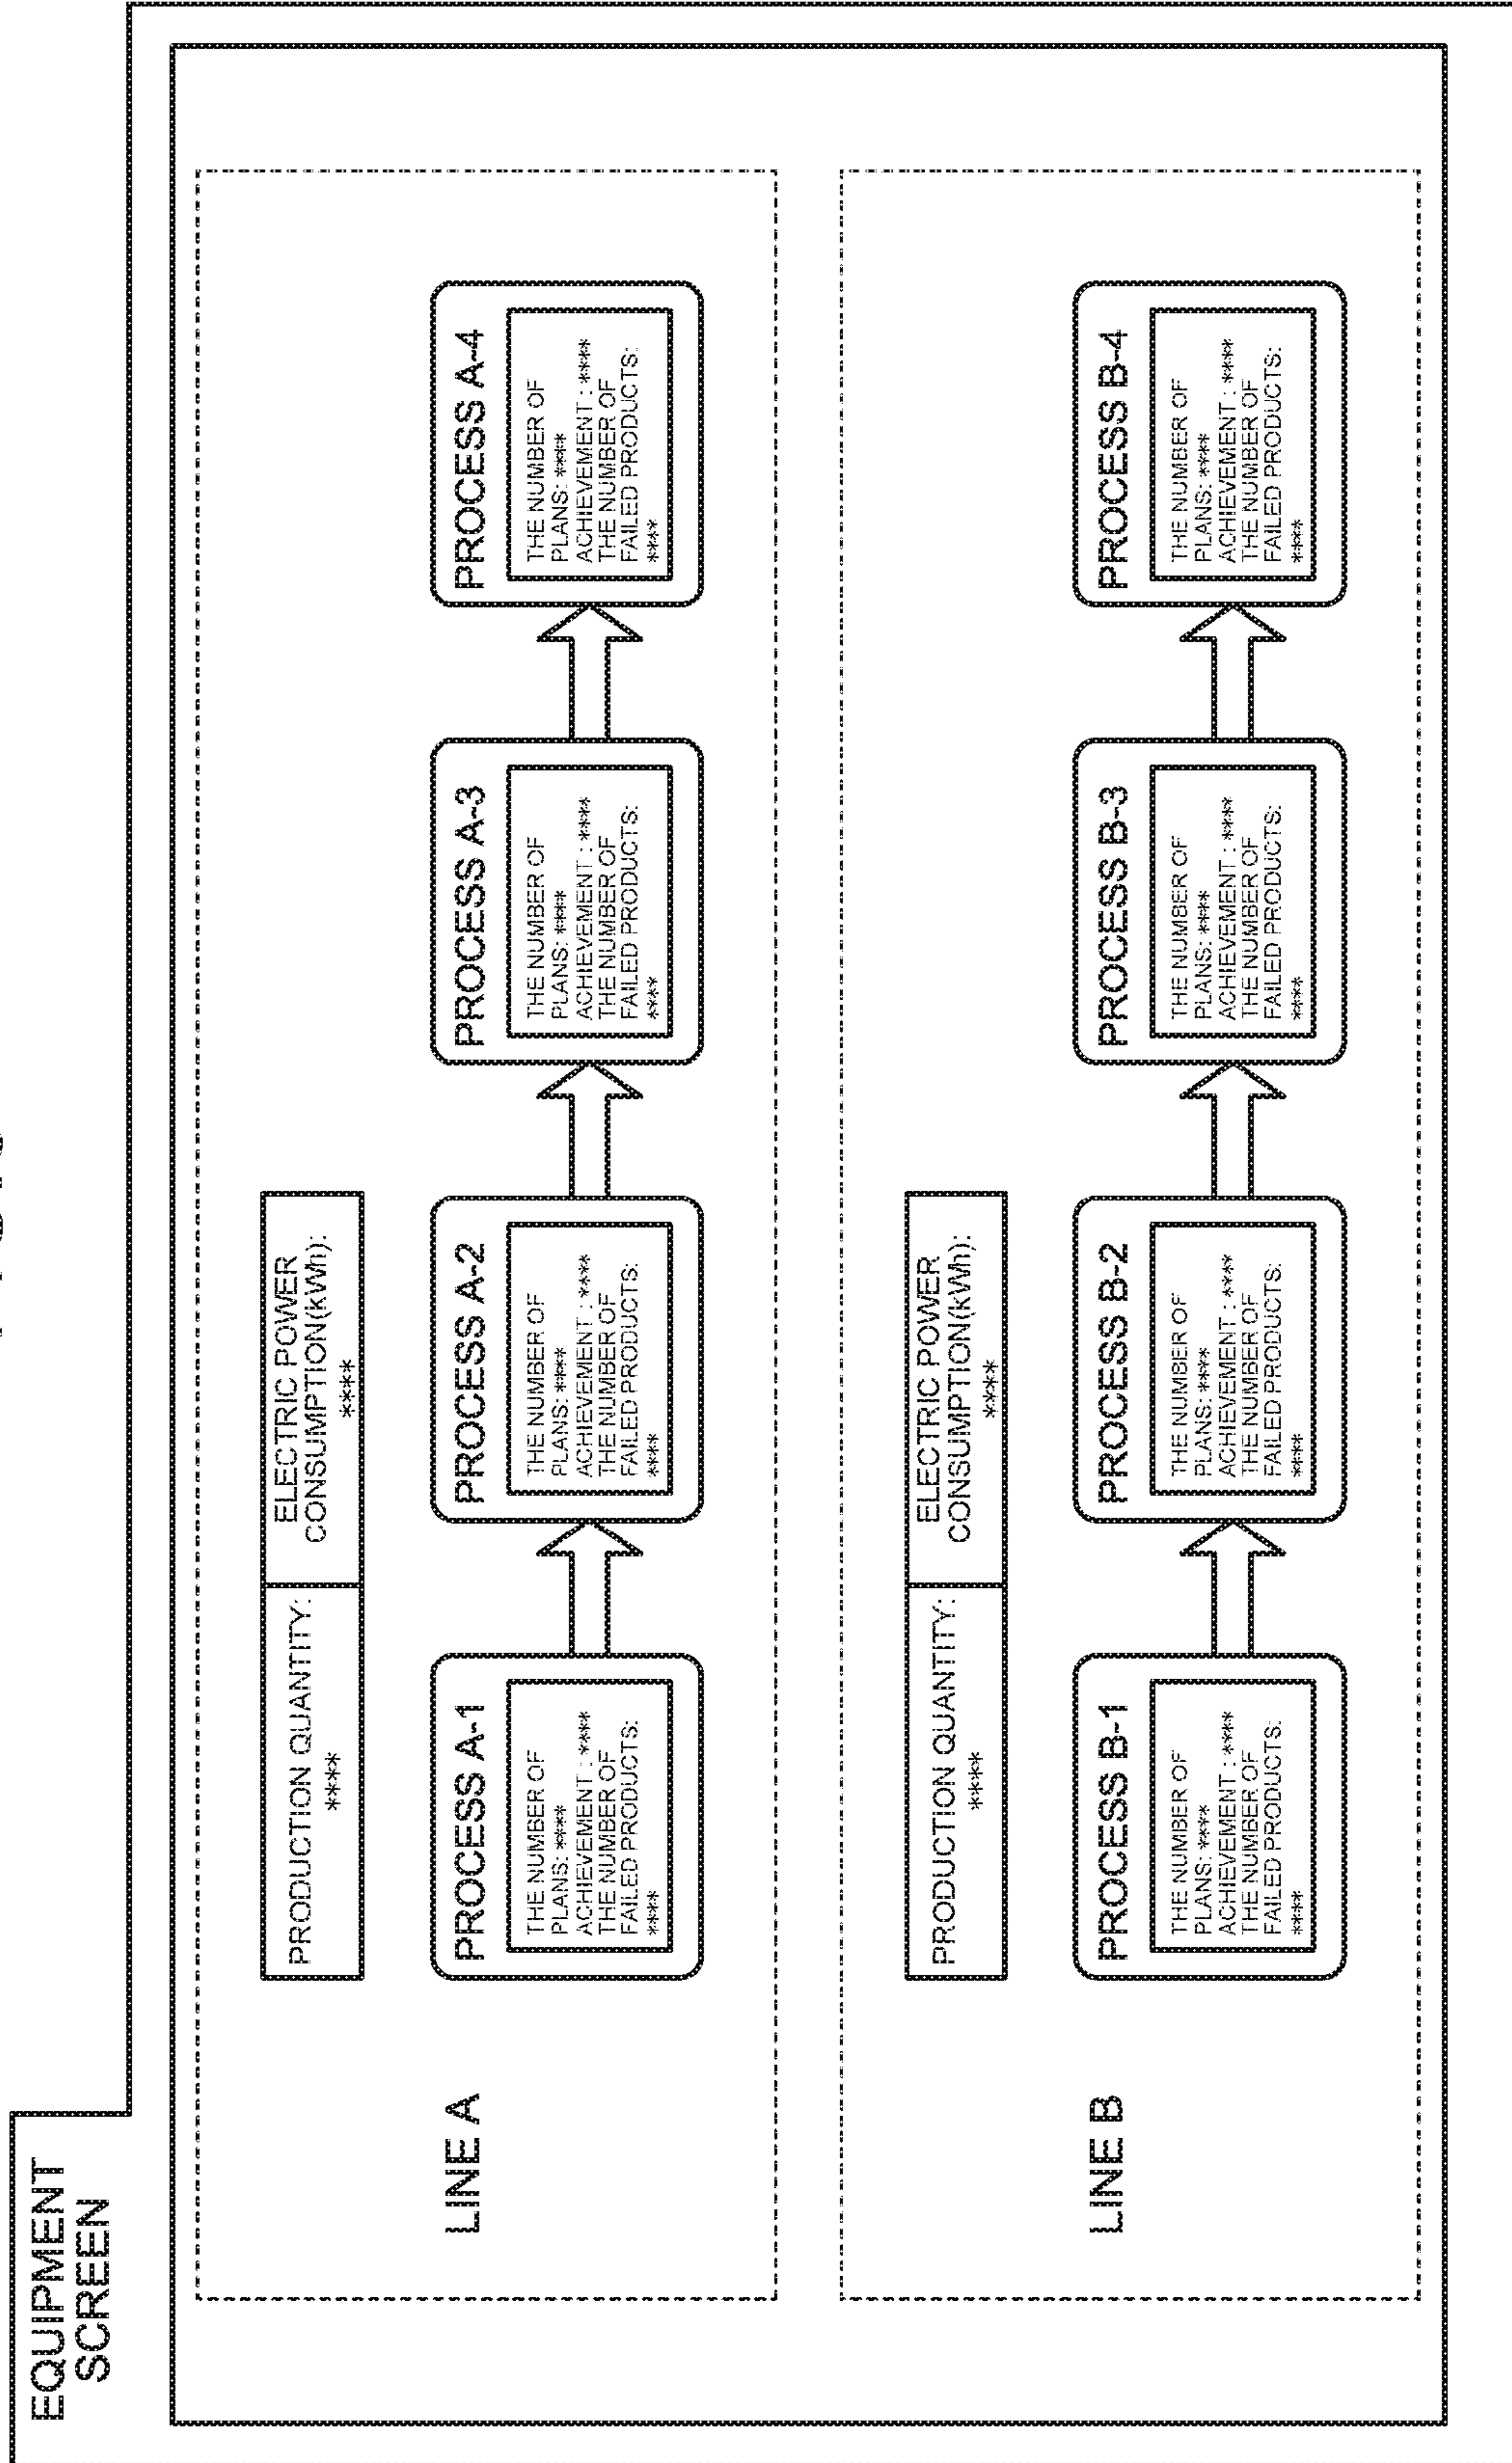 EQUIPMENT
SCREEN
LINE A
PRODUCTION QUANTITY:
****
ELECTRIC POWER
CONSUMPTION(kWh):
****
PROCESS A-1
THE NUMBER OF
PLANS: ****
ACHIEVEMENT : ****
THE NUMBER OF
FAILED PRODUCTS:
****
PROCESS A-2
THE NUMBER OF
PLANS: ****
ACHIEVEMENT : ****
THE NUMBER OF
FAILED PRODUCTS:
****
PROCESS A-3
THE NUMBER OF
PLANS: ****
ACHIEVEMENT : ****
THE NUMBER OF
FAILED PRODUCTS:
****
PROCESS A-4
THE NUMBER OF
PLANS: ****
ACHIEVEMENT : ****
THE NUMBER OF
FAILED PRODUCTS:
****
LINE B
PRODUCTION QUANTITY:
****
ELECTRIC POWER
CONSUMPTION(kWh):
****
PROCESS B-1
THE NUMBER OF
PLANS: ****
ACHIEVEMENT : ****
THE NUMBER OF
FAILED PRODUCTS:
****
PROCESS B-2
THE NUMBER OF
PLANS: ****
ACHIEVEMENT : ****
THE NUMBER OF
FAILED PRODUCTS:
****
PROCESS B-3
THE NUMBER OF
PLANS: ****
ACHIEVEMENT : ****
THE NUMBER OF
FAILED PRODUCTS:
****
PROCESS B-4
THE NUMBER OF
PLANS: ****
ACHIEVEMENT : ****
THE NUMBER OF
FAILED PRODUCTS:
****